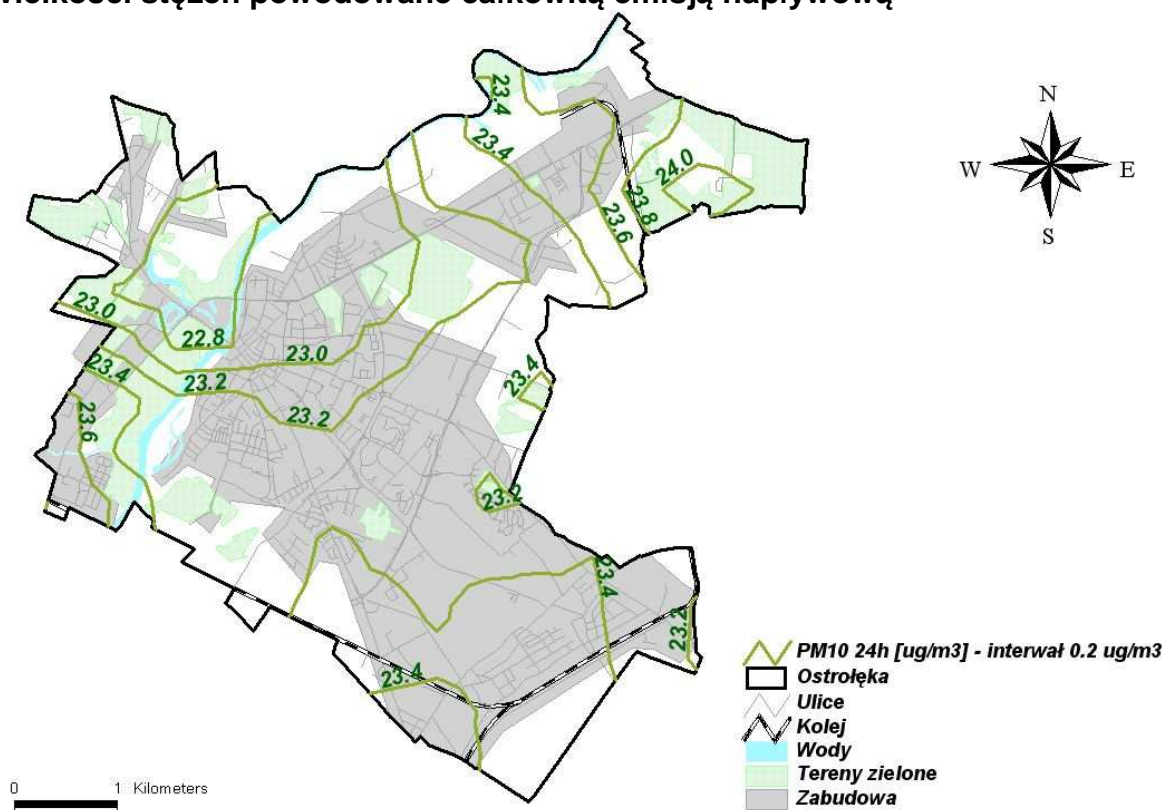 wielkości stężeń powodowane całkowitą emisją napływową
N
W E
S
23.4
23.4
24.0
23.8
23.6
23.0
22.8
23.0
23.4
23.2
23.4
23.2
23.6
23.2
23.4
23.2
23.4
PM10 24h [ug/m3] - interwał 0.2 ug/m3
Ostrołęka
Ulice
Kolej
Wody
Tereny zielone
Zabudowa
0 1 Kilometers